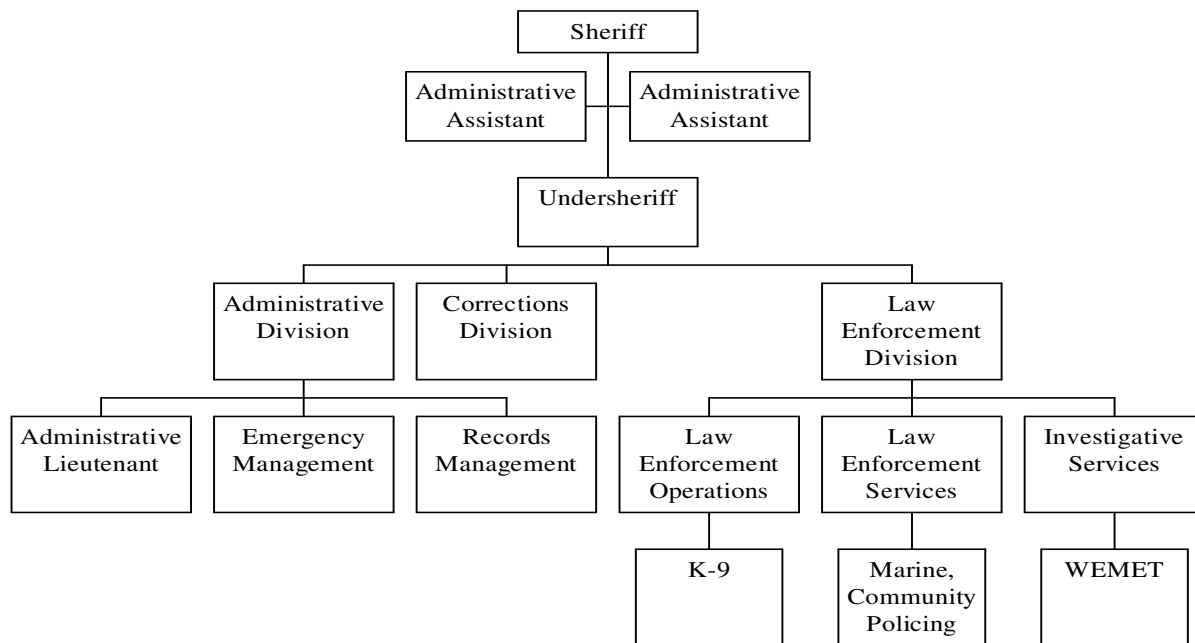 Sheriff
Administrative
Assistant
Administrative
Assistant
Undersheriff
Administrative
Division
Corrections
Division
Law
Enforcement
Division
Administrative
Lieutenant
Emergency
Management
Records
Management
Law
Enforcement
Operations
Law
Enforcement
Services
Investigative
Services
K-9
Marine,
Community
Policing
WEMET